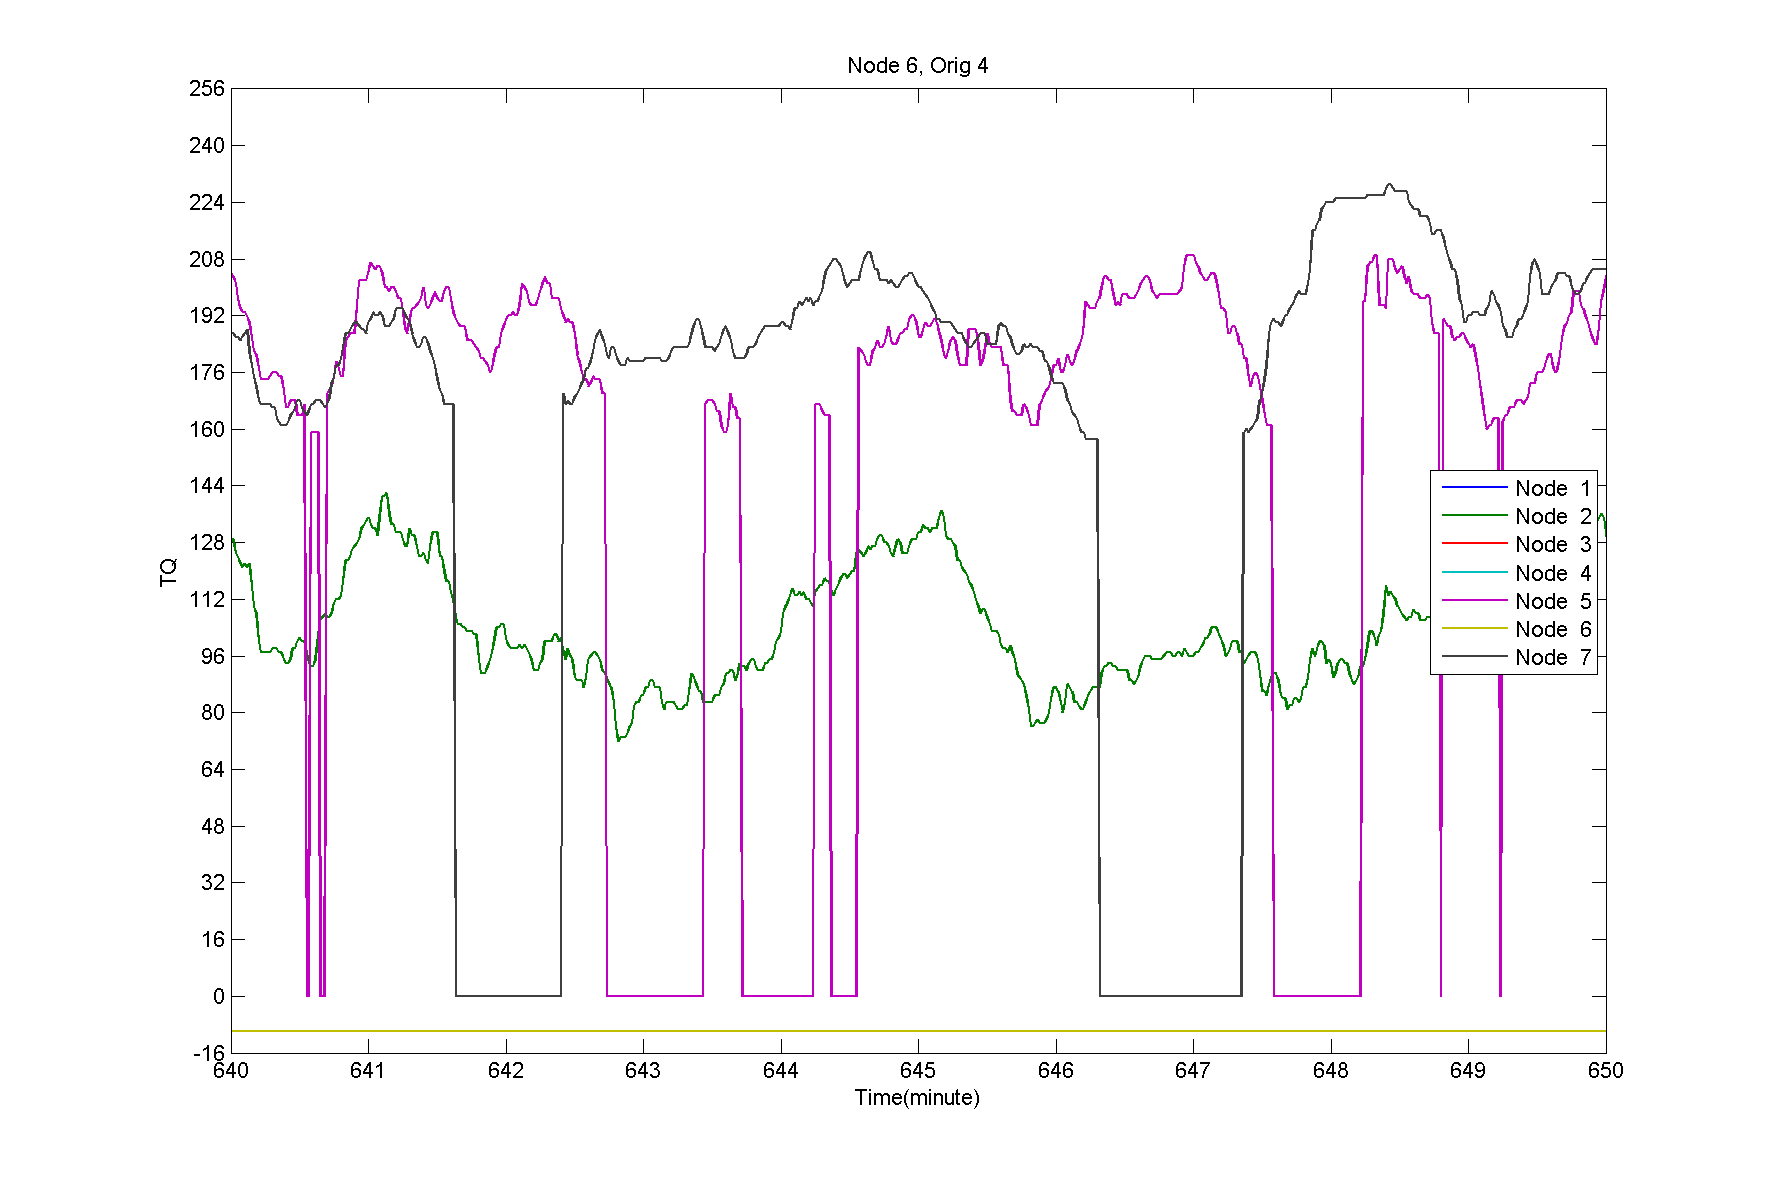 Node 6, Orig 4
256
240
224
208
192
176
160
144
128
112
96
80
64
48
32
16
0
-16
TQ
640 641 642 643 644 645 646 647 648 649 650
Time(minute)
Node 1
Node 2
Node 3
Node 4
Node 5
Node 6
Node 7